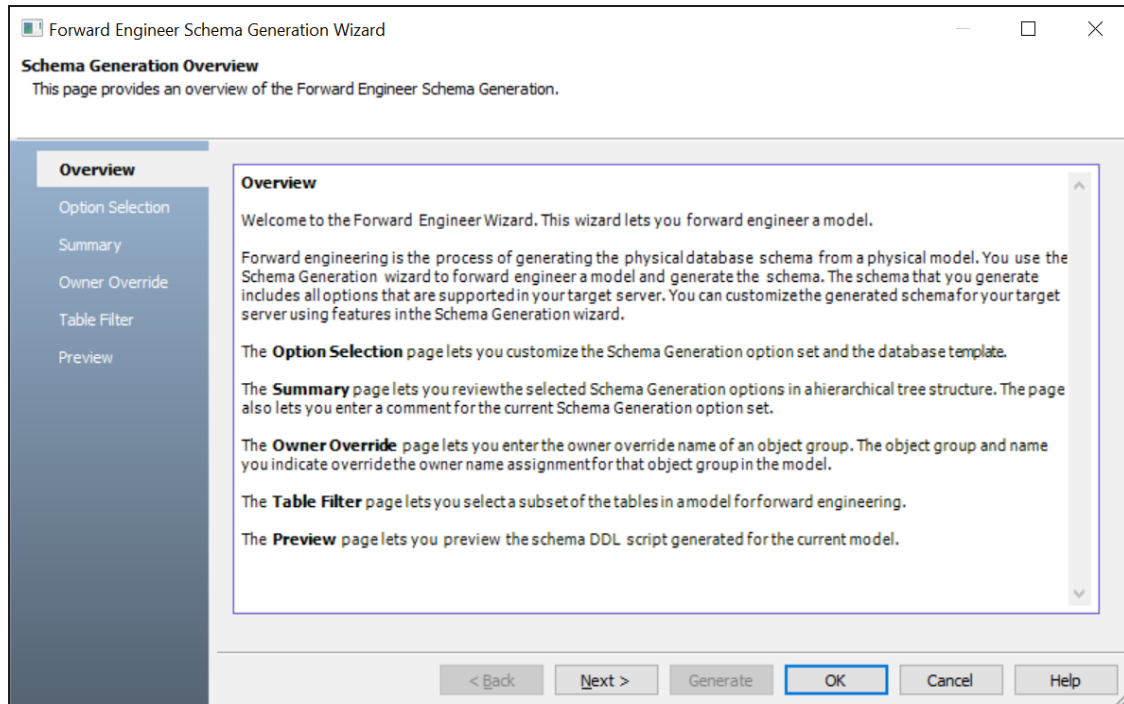 Forward Engineer Schema Generation Wizard
Schema Generation Overview
This page provides an overview of the Forward Engineer Schema Generation.
Overview
Option Selection
Summary
Owner Override
Table Filter
Preview
Overview
Welcome to the Forward Engineer Wizard. This wizard lets you forward engineer a model.
Forward engineering is the process of generating the physical database schema from a physical model. You use the
Schema Generation wizard to forward engineer a model and generate the schema. The schema that you generate
includes all options that are supported in your target server. You can customize the generated schema for your target
server using features in the Schema Generation wizard.
The Option Selection page lets you customize the Schema Generation option set and the database template.
The Summary page lets you review the selected Schema Generation options in a hierarchical tree structure. The page
also lets you enter a comment for the current Schema Generation option set.
The Owner Override page lets you enter the owner override name of an object group. The object group and name
you indicate override the owner name assignment for that object group in the model.
The Table Filter page lets you select a subset of the tables in a model for forward engineering.
The Preview page lets you preview the schema DDL script generated for the current model.
< Back
Next >
Generate
OK
Cancel
Help